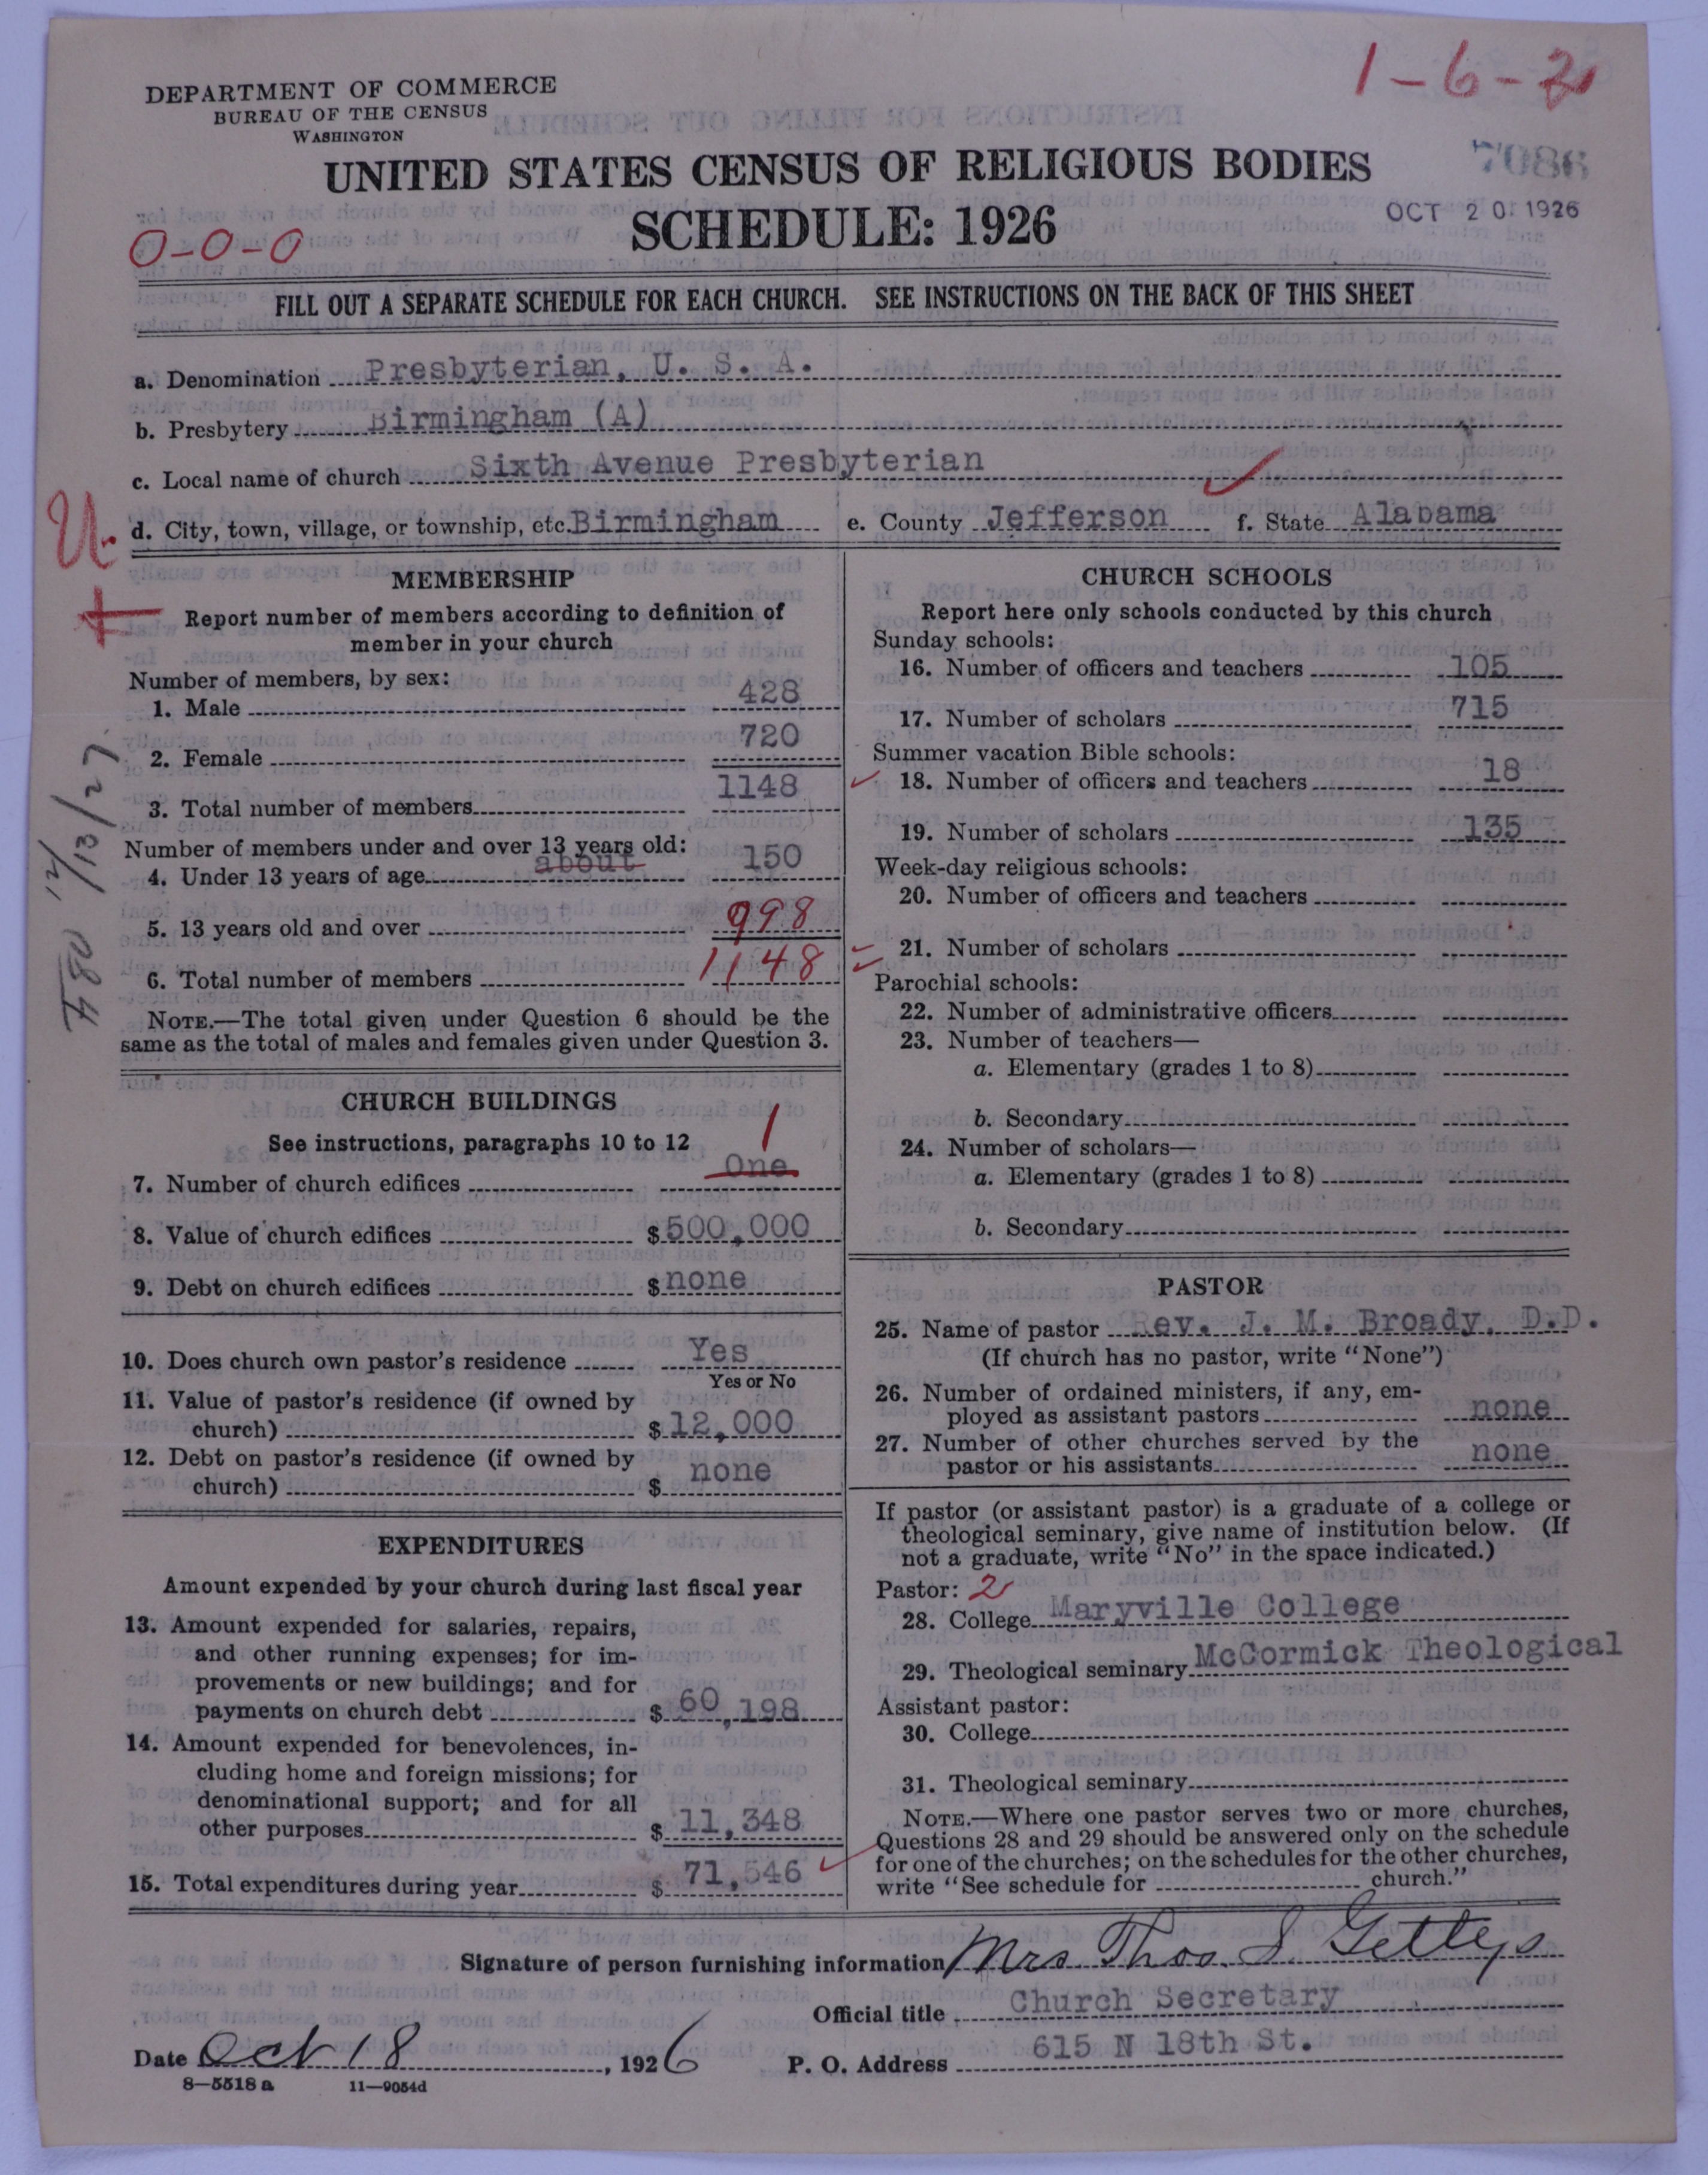 1-6-2
DEPARTMENT OF COMMERCE
BUREAU OF THE CENSUS
WASHINGTON
UNITED STATES CENSUS OF RELIGIOUS BODIES
7086
SCHEDULE: 1926
OCT 20 1926
0-0-0
FILL OUT A SEPARATE SCHEDULE FOR EACH CHURCH. SEE INSTRUCTIONS ON THE BACK OF THIS SHEET
a. Denomination Presbyterian, U. S. A.
b. Presbytery Birmingham (A)
c. Local name of church Sixth Avenue Presbyterian
U.
d. City, town, village, or township, etc. Birmingham e. County Jefferson f. State Alabama
MEMBERSHIP
Report number of members according to definition of
member in your church
Number of members, by sex:
1. Male 428
2. Female 720
3. Total number of members 1148
Number of members under and over 13 years old:
4. Under 13 years of age about 150
5. 13 years old and over 998
6. Total number of members 1148
NOTE.—The total given under Question 6 should be the
same as the total of males and females given under Question 3.
480 12/13/27
CHURCH BUILDINGS
See instructions, paragraphs 10 to 12
1
7. Number of church edifices One
8. Value of church edifices $500,000
9. Debt on church edifices $none
10. Does church own pastor's residence Yes
Yes or No
11. Value of pastor's residence (if owned by
church) $12,000
12. Debt on pastor's residence (if owned by
church) $ none
EXPENDITURES
Amount expended by your church during last fiscal year
13. Amount expended for salaries, repairs,
and other running expenses; for im-
provements or new buildings; and for
payments on church debt $ 60,198
14. Amount expended for benevolences, in-
cluding home and foreign missions; for
denominational support; and for all
other purposes $ 11,348
15. Total expenditures during year $ 71,546
CHURCH SCHOOLS
Report here only schools conducted by this church
Sunday schools:
16. Number of officers and teachers 105
17. Number of scholars 715
Summer vacation Bible schools:
18. Number of officers and teachers 18
19. Number of scholars 135
Week-day religious schools:
20. Number of officers and teachers
21. Number of scholars
Parochial schools:
22. Number of administrative officers
23. Number of teachers—
a. Elementary (grades 1 to 8)
b. Secondary
24. Number of scholars—
a. Elementary (grades 1 to 8)
b. Secondary
PASTOR
25. Name of pastor Rev. J. M. Broady, D.D.
(If church has no pastor, write "None")
26. Number of ordained ministers, if any, em-
ployed as assistant pastors none
27. Number of other churches served by the
pastor or his assistants none
If pastor (or assistant pastor) is a graduate of a college or
theological seminary, give name of institution below. (If
not a graduate, write "No" in the space indicated.)
Pastor: 2
28. College Maryville College
29. Theological seminary McCormick Theological
Assistant pastor:
30. College
31. Theological seminary
NOTE.—Where one pastor serves two or more churches,
Questions 28 and 29 should be answered only on the schedule
for one of the churches; on the schedules for the other churches,
write "See schedule for church."
Signature of person furnishing information Mrs Thos. S. Gettys
Official title Church Secretary
Date Oct 18, 1926 P. O. Address 615 N 18th St.
8—5518 a 11—9054d